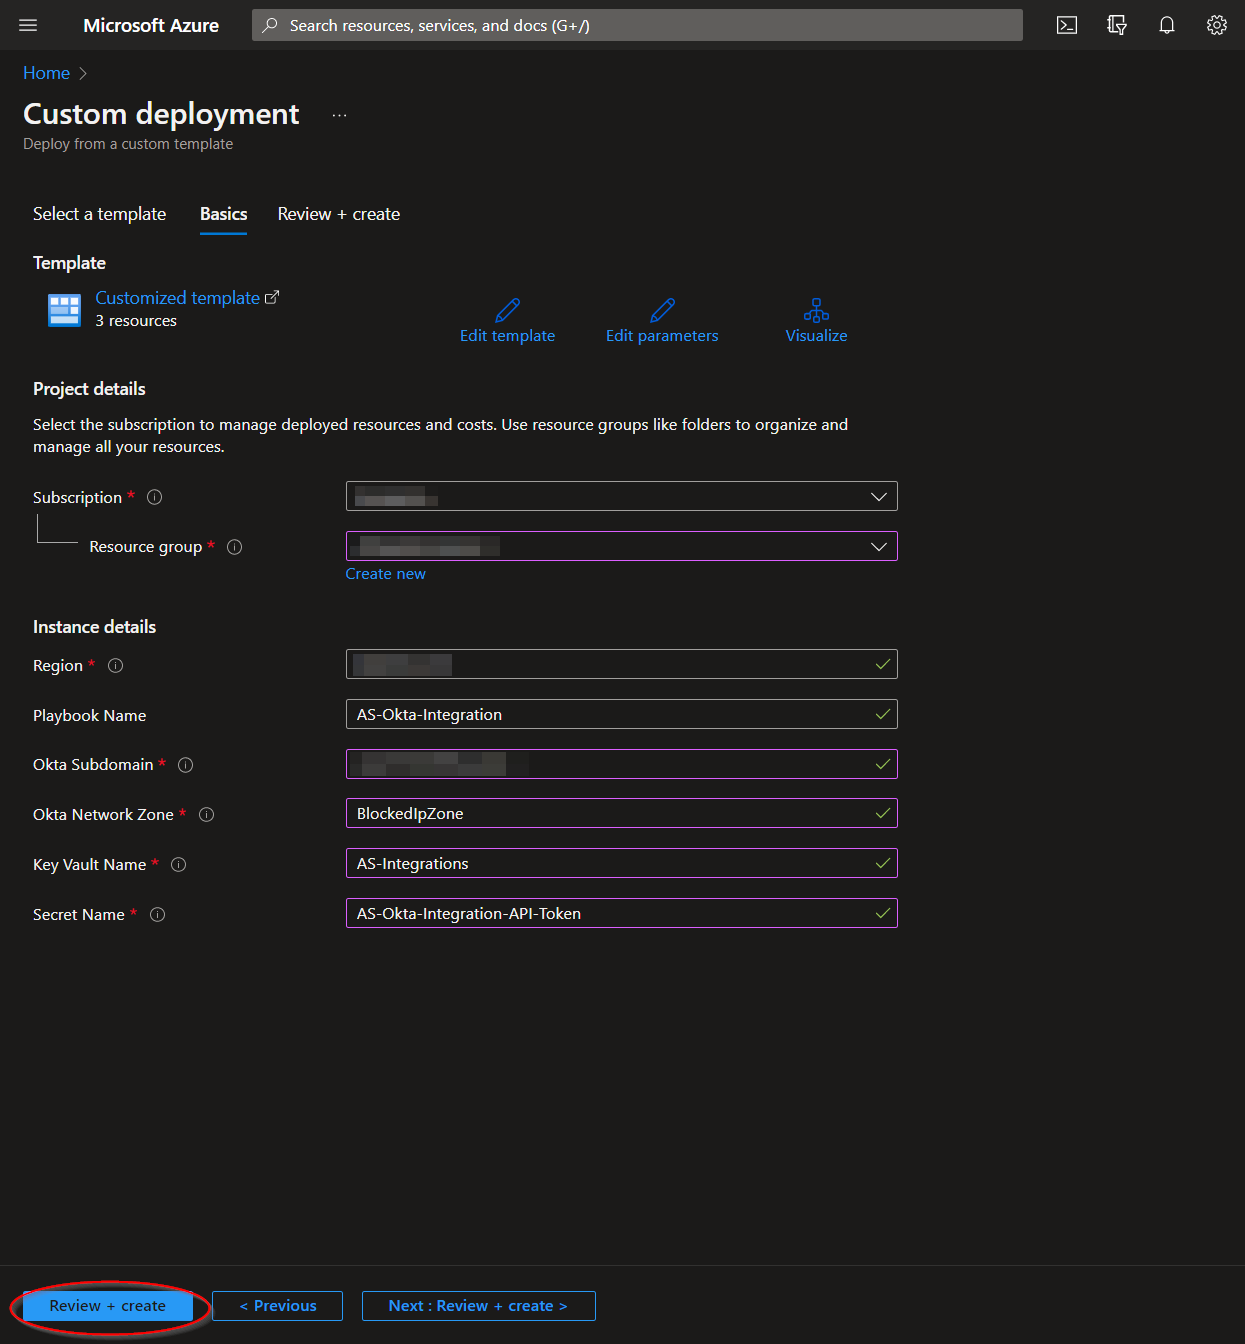 Microsoft Azure
Search resources, services, and docs (G+/)
Home
Custom deployment ...
Deploy from a custom template
Select a template Basics Review + create
Template
Customized template
3 resources
Edit template Edit parameters Visualize
Project details
Select the subscription to manage deployed resources and costs. Use resource groups like folders to organize and
manage all your resources.
Subscription *
Resource group *
Create new
Instance details
Region *
Playbook Name AS-Okta-Integration
Okta Subdomain *
Okta Network Zone * BlockedIpZone
Key Vault Name * AS-Integrations
Secret Name * AS-Okta-Integration-API-Token
Review + create < Previous Next : Review + create >